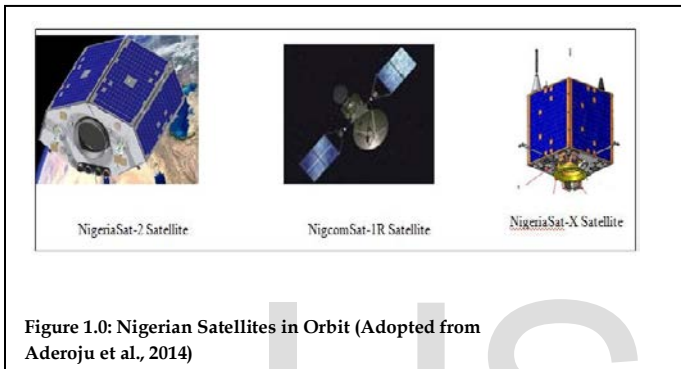 NigeriaSat-2 Satellite
NigcomSat-1R Satellite
NigeriaSat-X Satellite
Figure 1.0: Nigerian Satellites in Orbit (Adopted from
Aderoju et al., 2014)